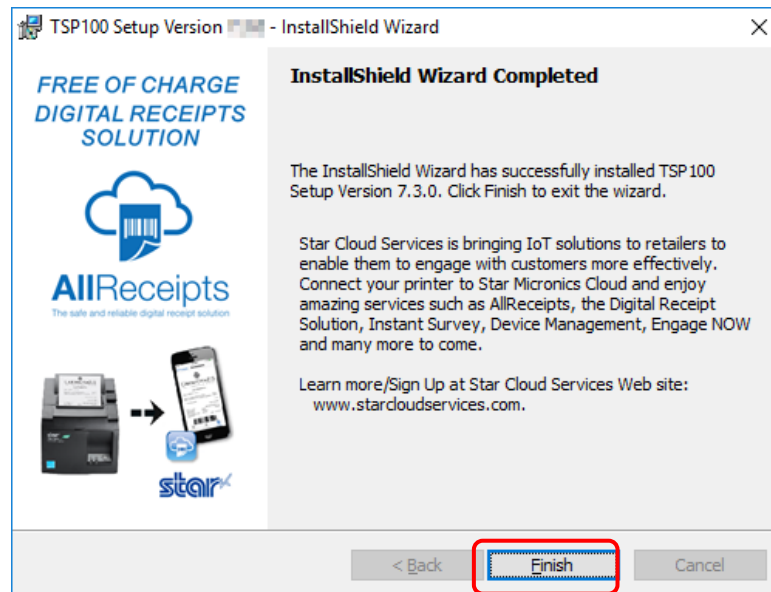 TSP100 Setup Version - InstallShield Wizard
FREE OF CHARGE
DIGITAL RECEIPTS
SOLUTION
AllReceipts
The safe and reliable digital receipt solution
star
InstallShield Wizard Completed
The InstallShield Wizard has successfully installed TSP100
Setup Version 7.3.0. Click Finish to exit the wizard.
Star Cloud Services is bringing IoT solutions to retailers to
enable them to engage with customers more effectively.
Connect your printer to Star Micronics Cloud and enjoy
amazing services such as AllReceipts, the Digital Receipt
Solution, Instant Survey, Device Management, Engage NOW
and many more to come.
Learn more/Sign Up at Star Cloud Services Web site:
www.starcloudservices.com.
< Back
Finish
Cancel